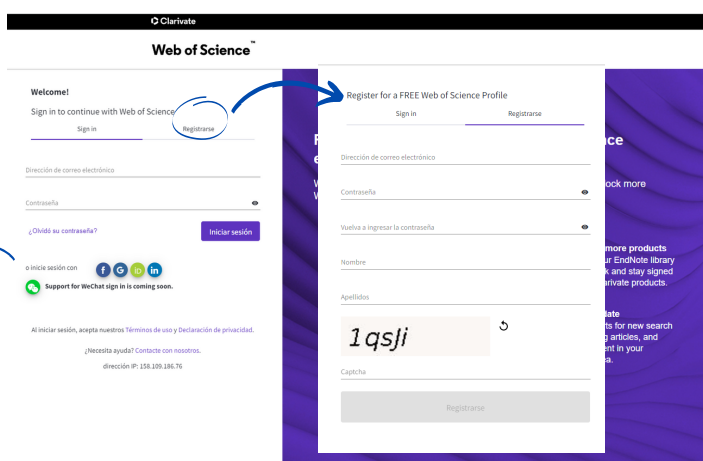 Clarivate
Web of Science™
Welcome!
Sign in to continue with Web of Science
Sign in
Registrarse
Dirección de correo electrónico
Contraseña
¿Olvidó su contraseña?
Iniciar sesión
o inicie sesión con
f G iD in
Support for WeChat sign in is coming soon.
Al iniciar sesión, acepta nuestros Términos de uso y Declaración de privacidad.
¿Necesita ayuda? Contacte con nosotros.
dirección IP: 158.109.186.76
Register for a FREE Web of Science Profile
Sign in
Registrarse
Dirección de correo electrónico
Contraseña
Vuelva a ingresar la contraseña
Nombre
Apellidos
1qsJi
Captcha
Registrarse
ce
ock more
more products
ur EndNote library
k and stay signed
arivate products.
date
ts for new search
g articles, and
ent in your
ea.